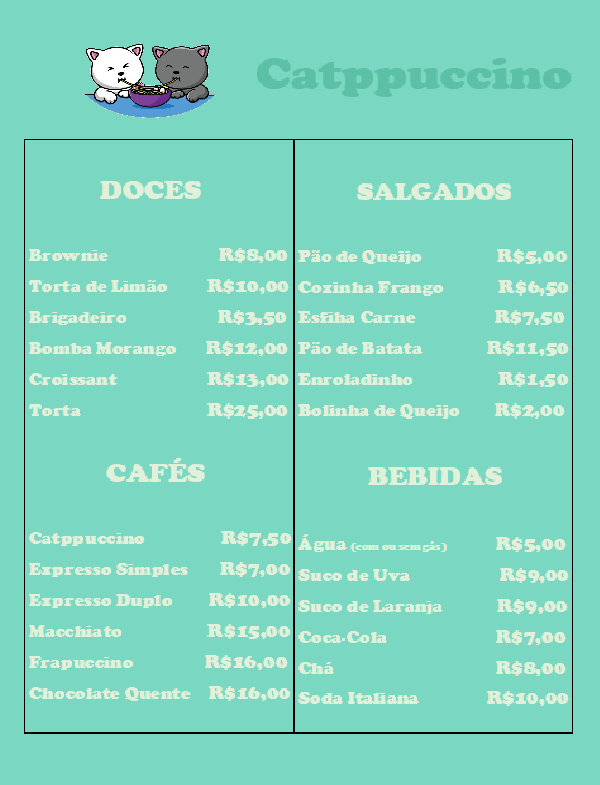 Catppuccino
DOCES
Brownie R$8,00
Torta de Limão R$10,00
Brigadeiro R$3,50
Bomba Morango R$12,00
Croissant R$13,00
Torta R$25,00
SALGADOS
Pão de Queijo R$5,00
Coxinha Frango R$6,50
Esfiha Carne R$7,50
Pão de Batata R$11,50
Enroladinho R$1,50
Bolinha de Queijo R$2,00
CAFÉS
Catppuccino R$7,50
Expresso Simples R$7,00
Expresso Duplo R$10,00
Macchiato R$15,00
Frapuccino R$16,00
Chocolate Quente R$16,00
BEBIDAS
Água (com ou sem gás) R$5,00
Suco de Uva R$9,00
Suco de Laranja R$9,00
Coca-Cola R$7,00
Chá R$8,00
Soda Italiana R$10,00